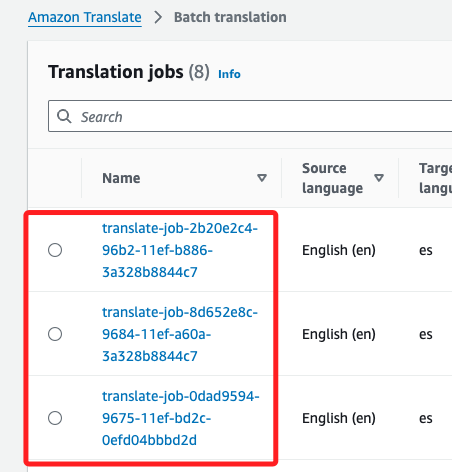 Amazon Translate > Batch translation
Translation jobs (8) Info
Search
Name
Source language
Targe
langu
translate-job-2b20e2c4-
96b2-11ef-b886-
3a328b8844c7
English (en)
es
translate-job-8d652e8c-
9684-11ef-a60a-
3a328b8844c7
English (en)
es
translate-job-0dad9594-
9675-11ef-bd2c-
0efd04bbbd2d
English (en)
es